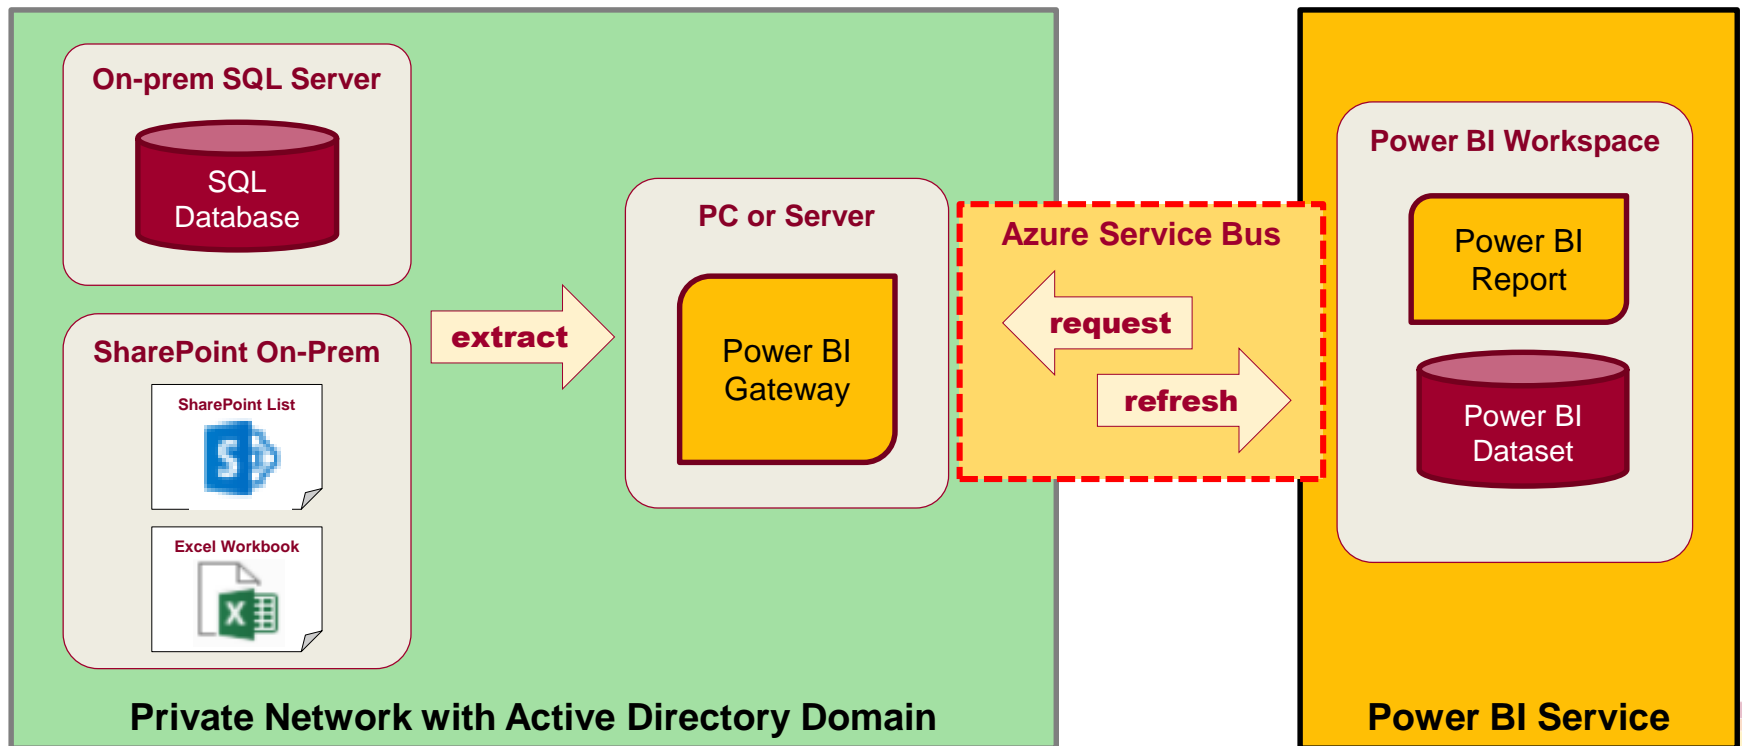 On-prem SQL Server
SQL
Database
SharePoint On-Prem
SharePoint List
S
Excel Workbook
X
extract
PC or Server
Power BI
Gateway
Azure Service Bus
request
refresh
Power BI Workspace
Power BI
Report
Power BI
Dataset
Private Network with Active Directory Domain
Power BI Service